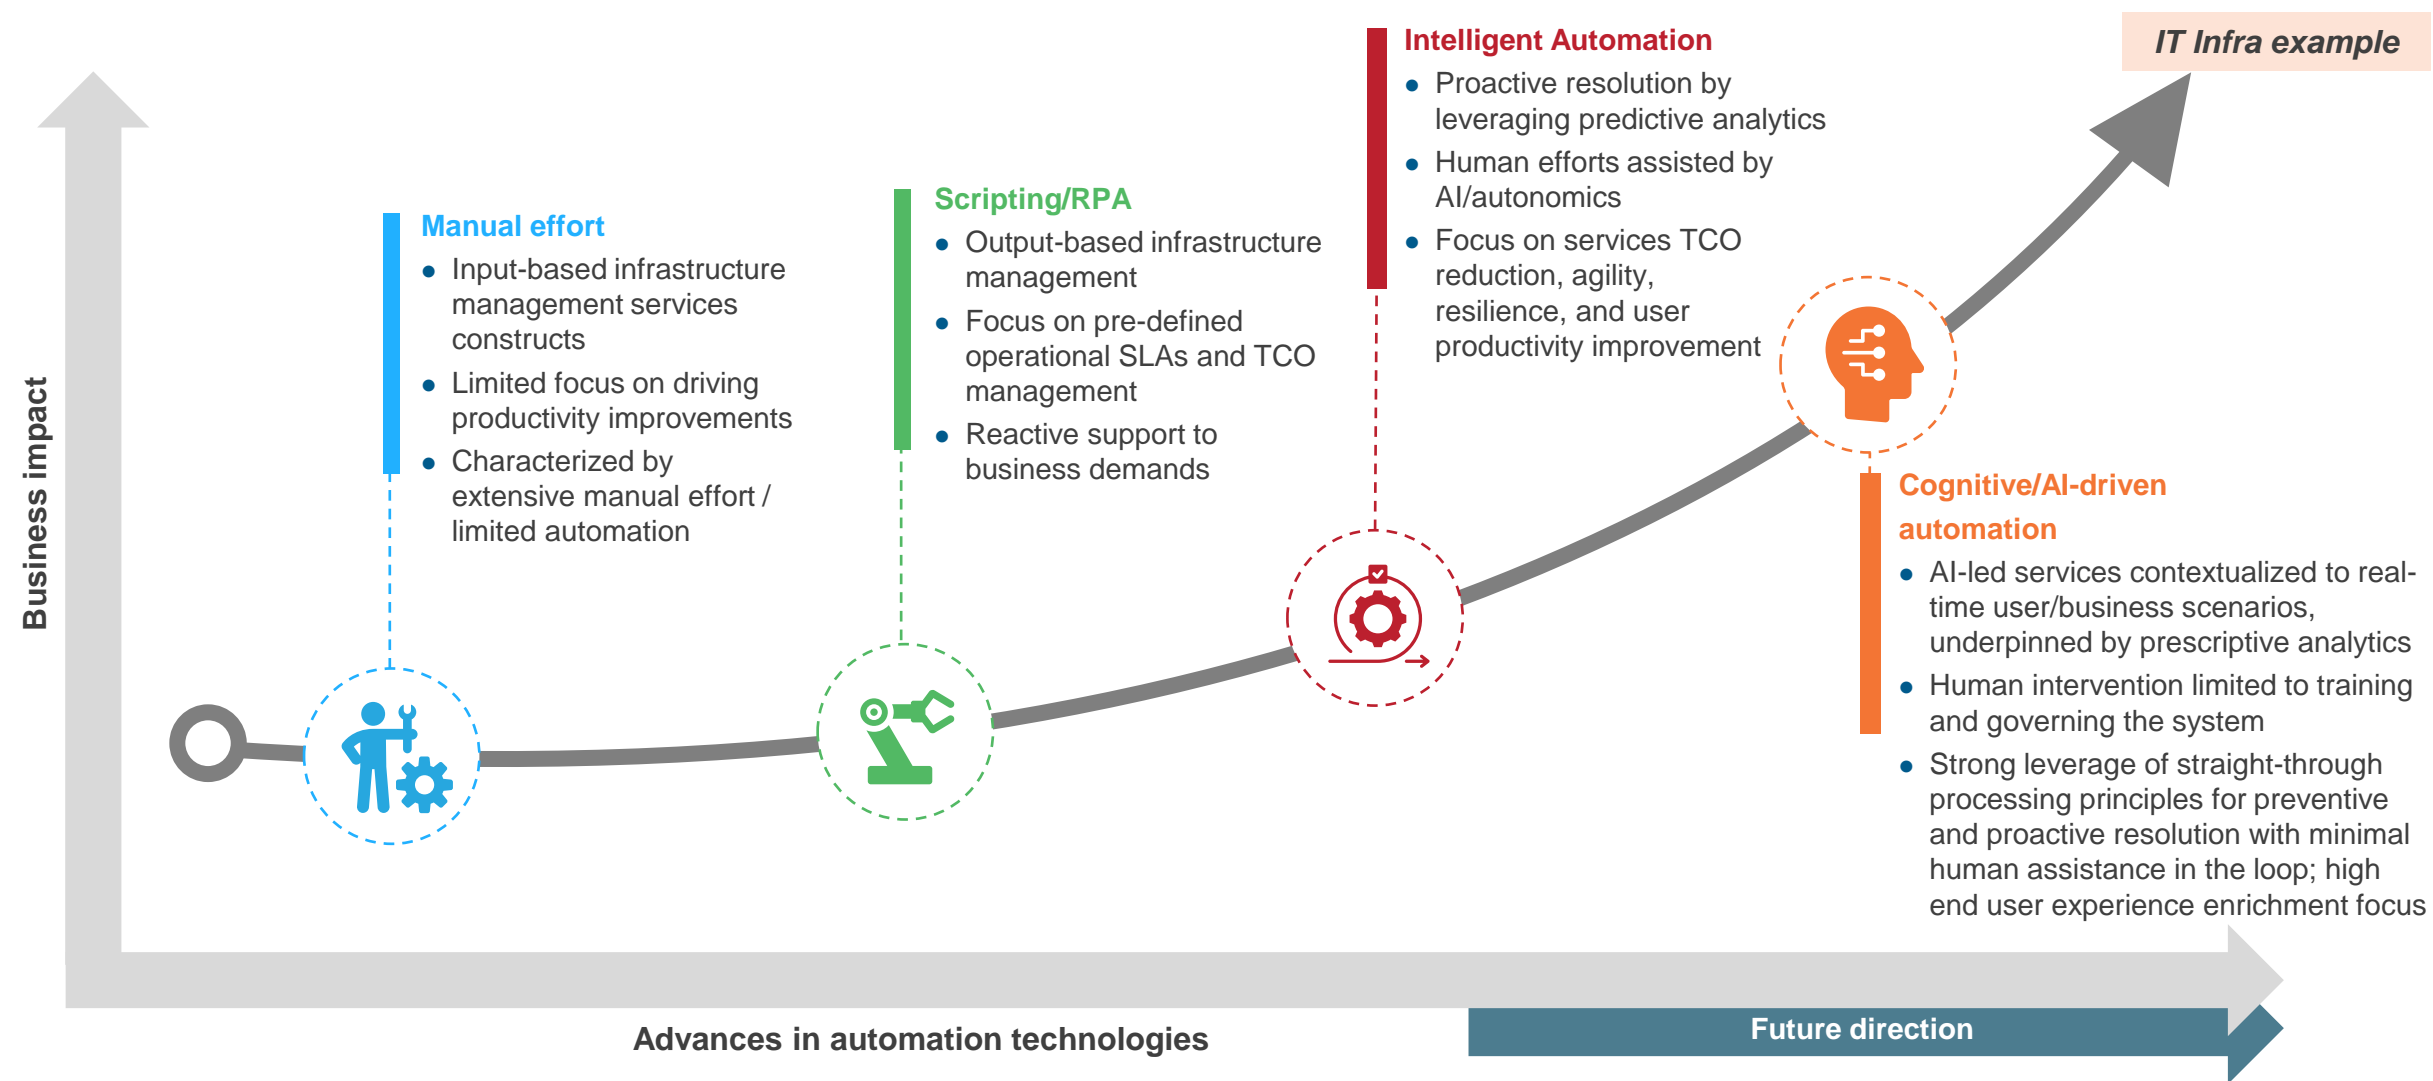 IT Infra example
Business impact
Manual effort
● Input-based infrastructure
management services
constructs
● Limited focus on driving
productivity improvements
● Characterized by
extensive manual effort /
limited automation
Scripting/RPA
● Output-based infrastructure
management
● Focus on pre-defined
operational SLAs and TCO
management
● Reactive support to
business demands
Intelligent Automation
● Proactive resolution by
leveraging predictive analytics
● Human efforts assisted by
AI/autonomics
● Focus on services TCO
reduction, agility,
resilience, and user
productivity improvement
Cognitive/AI-driven
automation
● AI-led services contextualized to real-
time user/business scenarios,
underpinned by prescriptive analytics
● Human intervention limited to training
and governing the system
● Strong leverage of straight-through
processing principles for preventive
and proactive resolution with minimal
human assistance in the loop; high
end user experience enrichment focus
Advances in automation technologies
Future direction